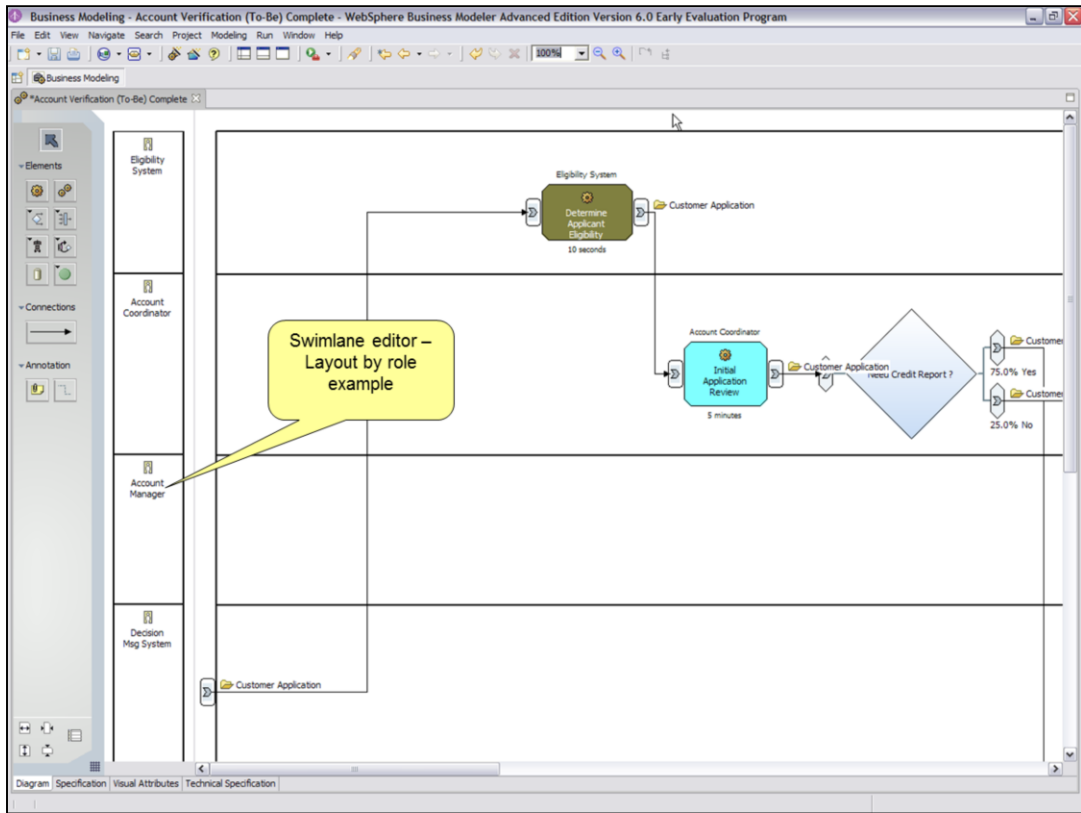 Business Modeling - Account Verification (To-Be) Complete - WebSphere Business Modeler Advanced Edition Version 6.0 Early Evaluation Program
File Edit View Navigate Search Project Modeling Run Window Help
100%
Business Modeling
*Account Verification (To-Be) Complete
Elements
Connections
Annotation
Eligibility
System
Eligibility System
Determine
Applicant
Eligibility
10 seconds
Customer Application
Account
Coordinator
Swimlane editor –
Layout by role
example
Account Coordinator
Initial
Application
Review
5 minutes
Customer Application
Need Credit Report ?
Custome
75.0% Yes
Custome
25.0% No
Account
Manager
Decision
Msg System
Customer Application
Diagram Specification Visual Attributes Technical Specification